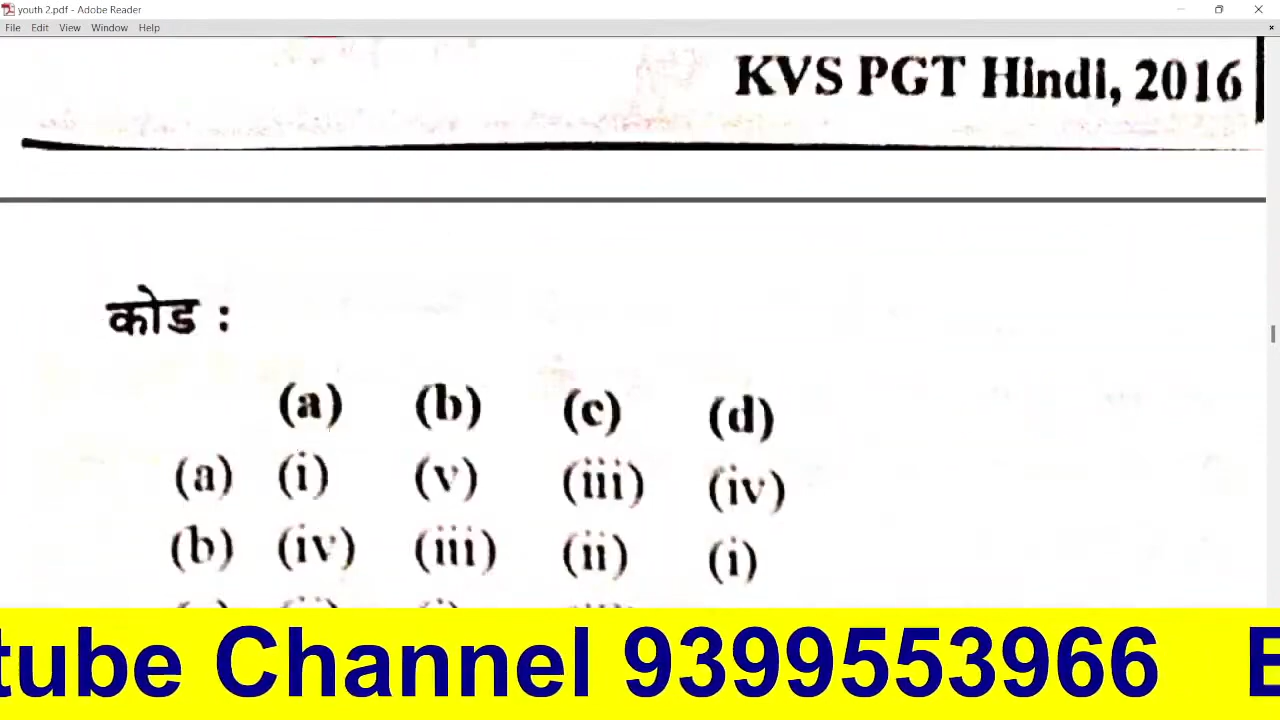 youth 2.pdf - Adobe Reader
File Edit View Window Help
KVS PGT Hindi, 2016
कोड :
(a) (b) (c) (d)
(a) (i) (v) (iii) (iv)
(b) (iv) (iii) (ii) (i)
tube Channel 9399553966 E